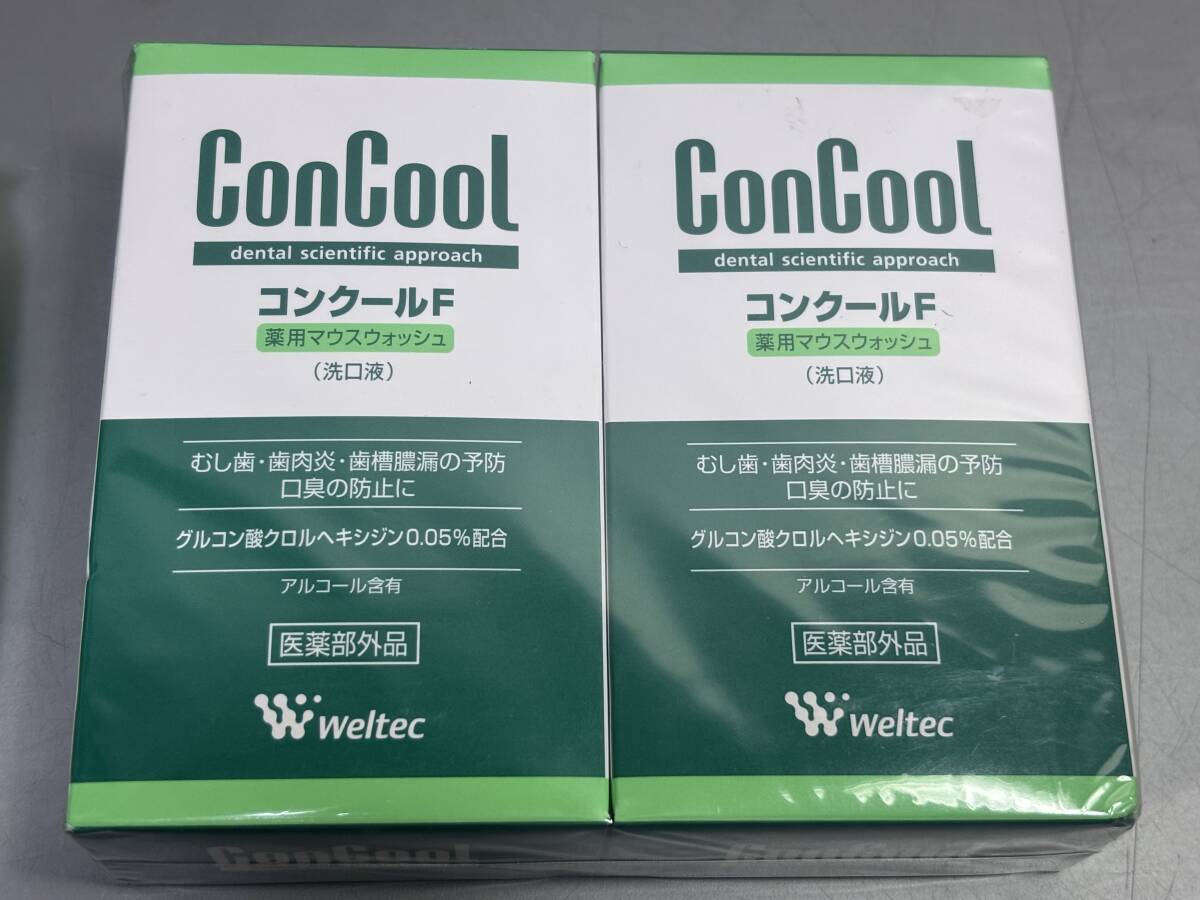 ConCool
dental scientific approach
コンクールF
薬用マウスウォッシュ
(洗口液)
むし歯・歯肉炎・歯槽膿漏の予防
口臭の防止に
グルコン酸クロルヘキシジン0.05%配合
アルコール含有
医薬部外品
weltec
ConCool
ConCool
dental scientific approach
コンクールF
薬用マウスウォッシュ
(洗口液)
むし歯・歯肉炎・歯槽膿漏の予防
口臭の防止に
グルコン酸クロルヘキシジン0.05%配合
アルコール含有
医薬部外品
weltec